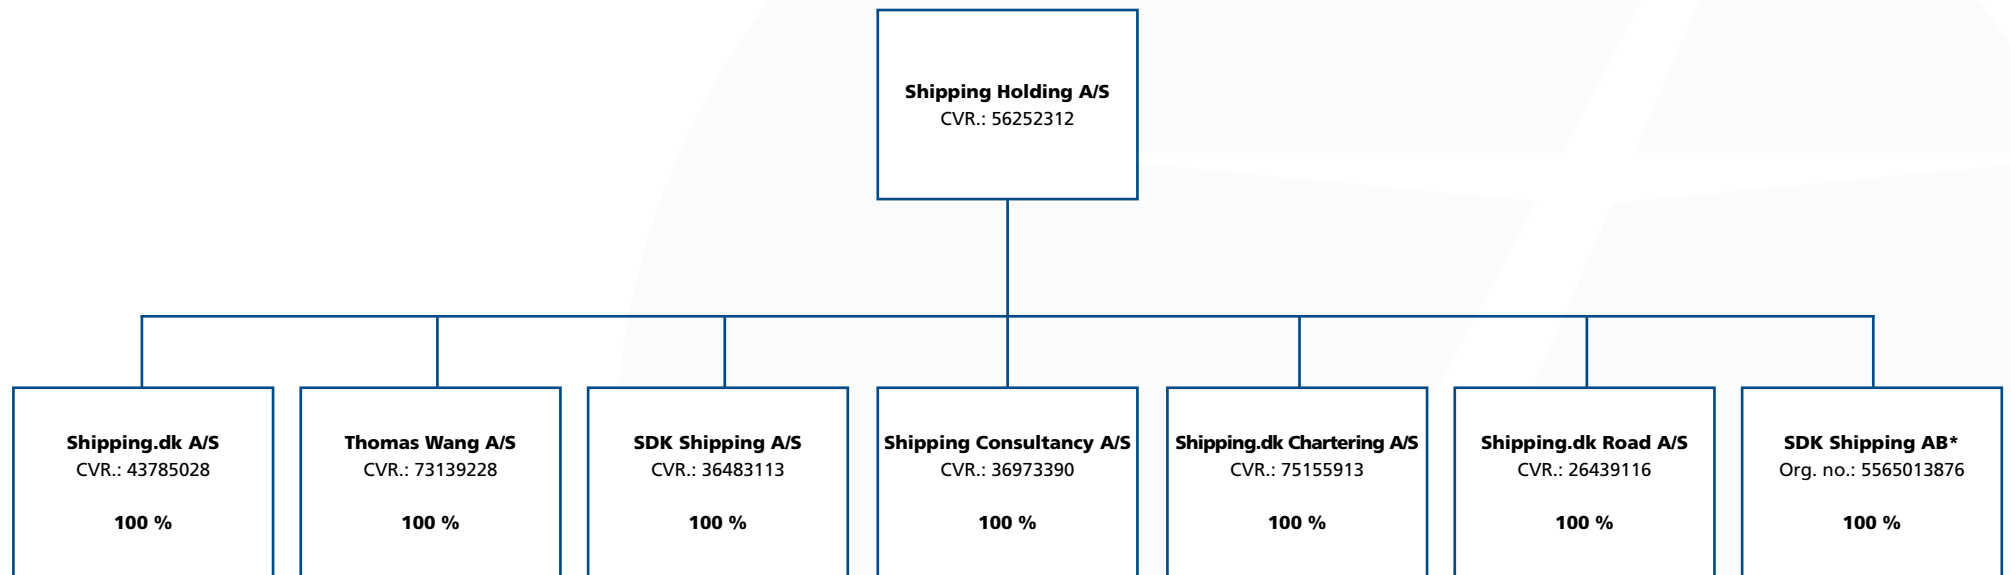 Shipping Holding A/S
CVR.: 56252312
Shipping.dk A/S
CVR.: 43785028
100 %
Thomas Wang A/S
CVR.: 73139228
100 %
SDK Shipping A/S
CVR.: 36483113
100 %
Shipping Consultancy A/S
CVR.: 36973390
100 %
Shipping.dk Chartering A/S
CVR.: 75155913
100 %
Shipping.dk Road A/S
CVR.: 26439116
100 %
SDK Shipping AB*
Org. no.: 5565013876
100 %